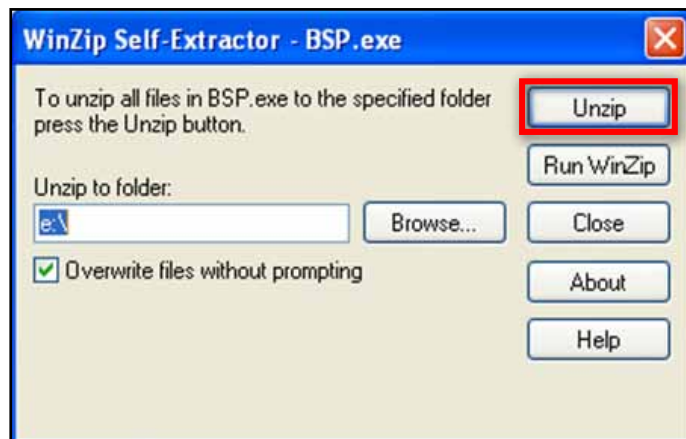 WinZip Self-Extractor - BSP.exe
To unzip all files in BSP.exe to the specified folder
press the Unzip button.
Unzip to folder:
e:\
Browse...
Overwrite files without prompting
Unzip
Run WinZip
Close
About
Help